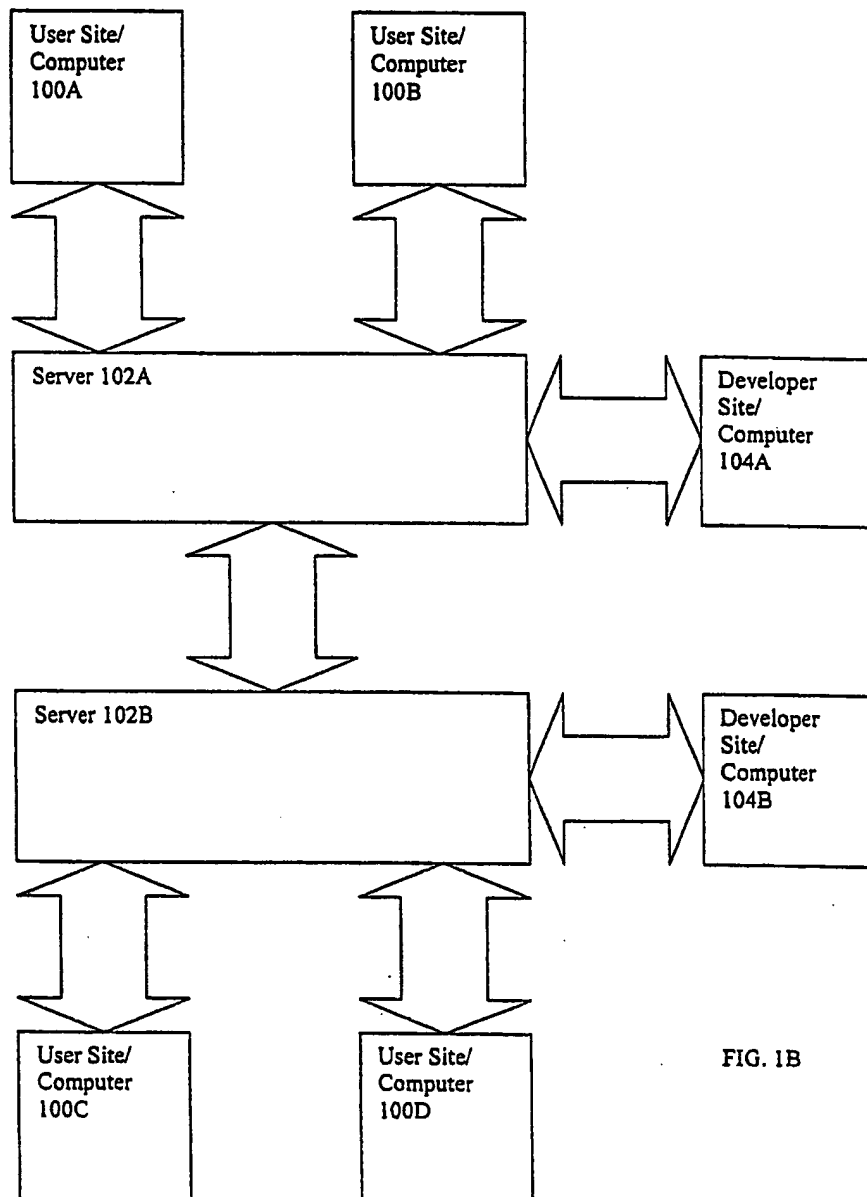 User Site/
Computer
100A
User Site/
Computer
100B
Server 102A
Developer
Site/
Computer
104A
Server 102B
Developer
Site/
Computer
104B
User Site/
Computer
100C
User Site/
Computer
100D
FIG. 1B